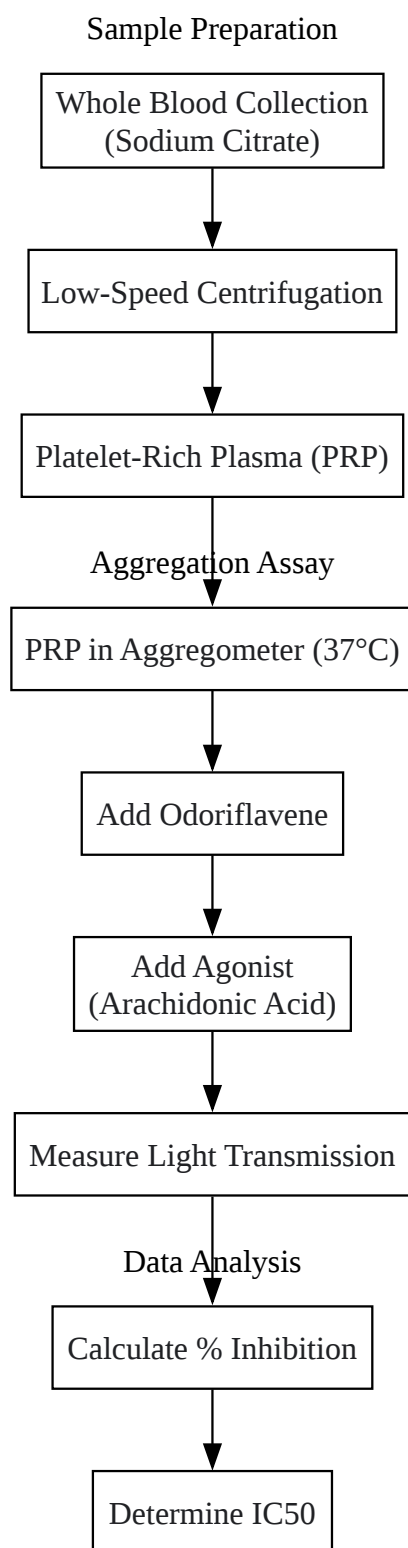 Sample Preparation
Whole Blood Collection
(Sodium Citrate)
Low-Speed Centrifugation
Platelet-Rich Plasma (PRP)
Aggregation Assay
PRP in Aggregometer (37°C)
Add Odoriflavene
Add Agonist
(Arachidonic Acid)
Measure Light Transmission
Data Analysis
Calculate % Inhibition
Determine IC50